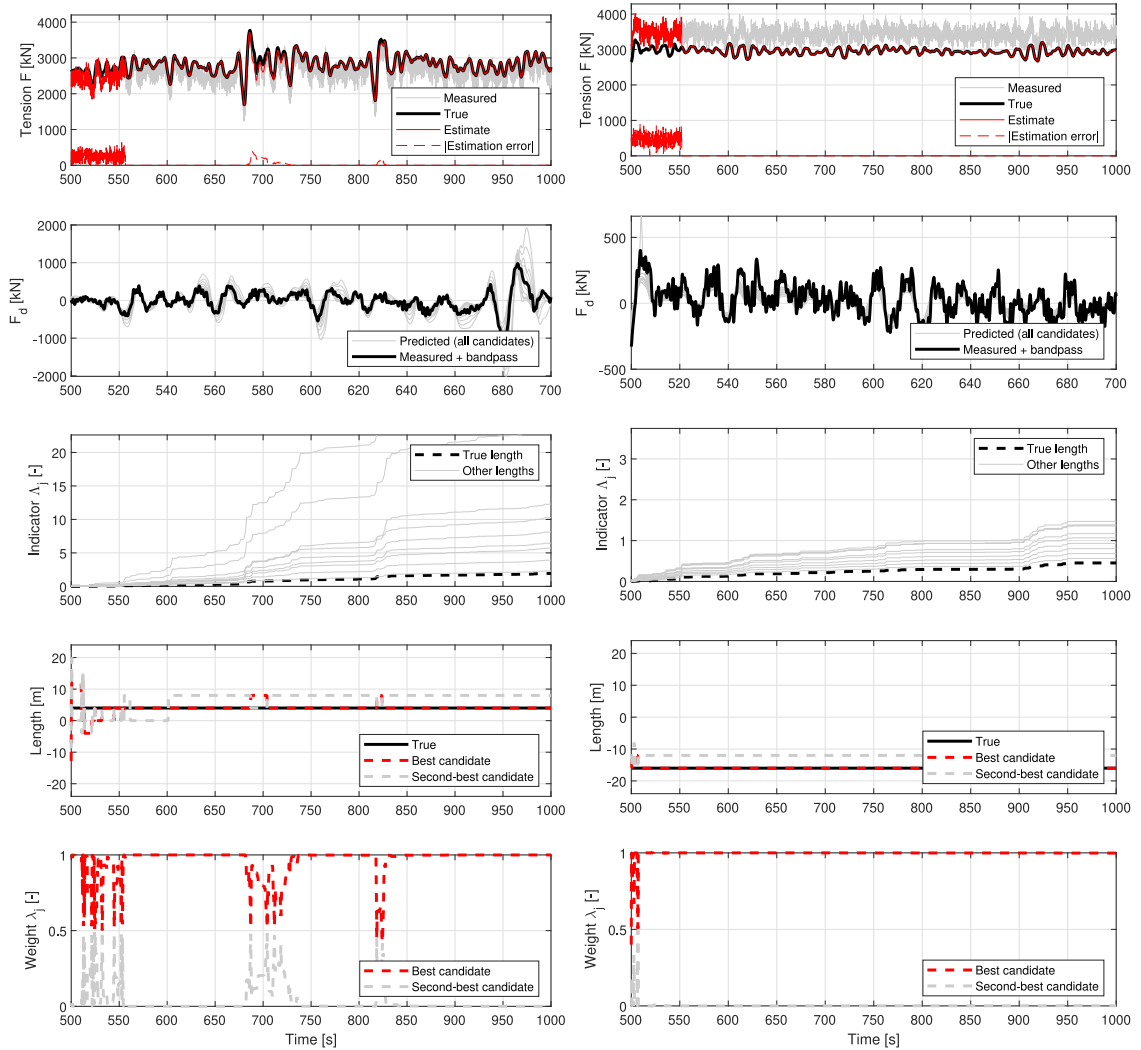 Tension F [kN]
4000
3000
2000
1000
0
Measured
True
Estimate
|Estimation error|
500 550 600 650 700 750 800 850 900 950 1000
Tension F [kN]
4000
3000
2000
1000
0
Measured
True
Estimate
|Estimation error|
500 550 600 650 700 750 800 850 900 950 1000
F_d [kN]
2000
1000
0
-1000
-2000
Predicted (all candidates)
Measured + bandpass
500 520 540 560 580 600 620 640 660 680 700
F_d [kN]
500
0
-500
Predicted (all candidates)
Measured + bandpass
500 520 540 560 580 600 620 640 660 680 700
Indicator Λ_j [-]
20
15
10
5
0
True length
Other lengths
500 550 600 650 700 750 800 850 900 950 1000
Indicator Λ_j [-]
3
2
1
0
True length
Other lengths
500 550 600 650 700 750 800 850 900 950 1000
Length [m]
20
10
0
-10
-20
True
Best candidate
Second-best candidate
500 550 600 650 700 750 800 850 900 950 1000
Length [m]
20
10
0
-10
-20
True
Best candidate
Second-best candidate
500 550 600 650 700 750 800 850 900 950 1000
Weight λ_j [-]
1
0.5
0
Best candidate
Second-best candidate
500 550 600 650 700 750 800 850 900 950 1000
Time [s]
Weight λ_j [-]
1
0.5
0
Best candidate
Second-best candidate
500 550 600 650 700 750 800 850 900 950 1000
Time [s]